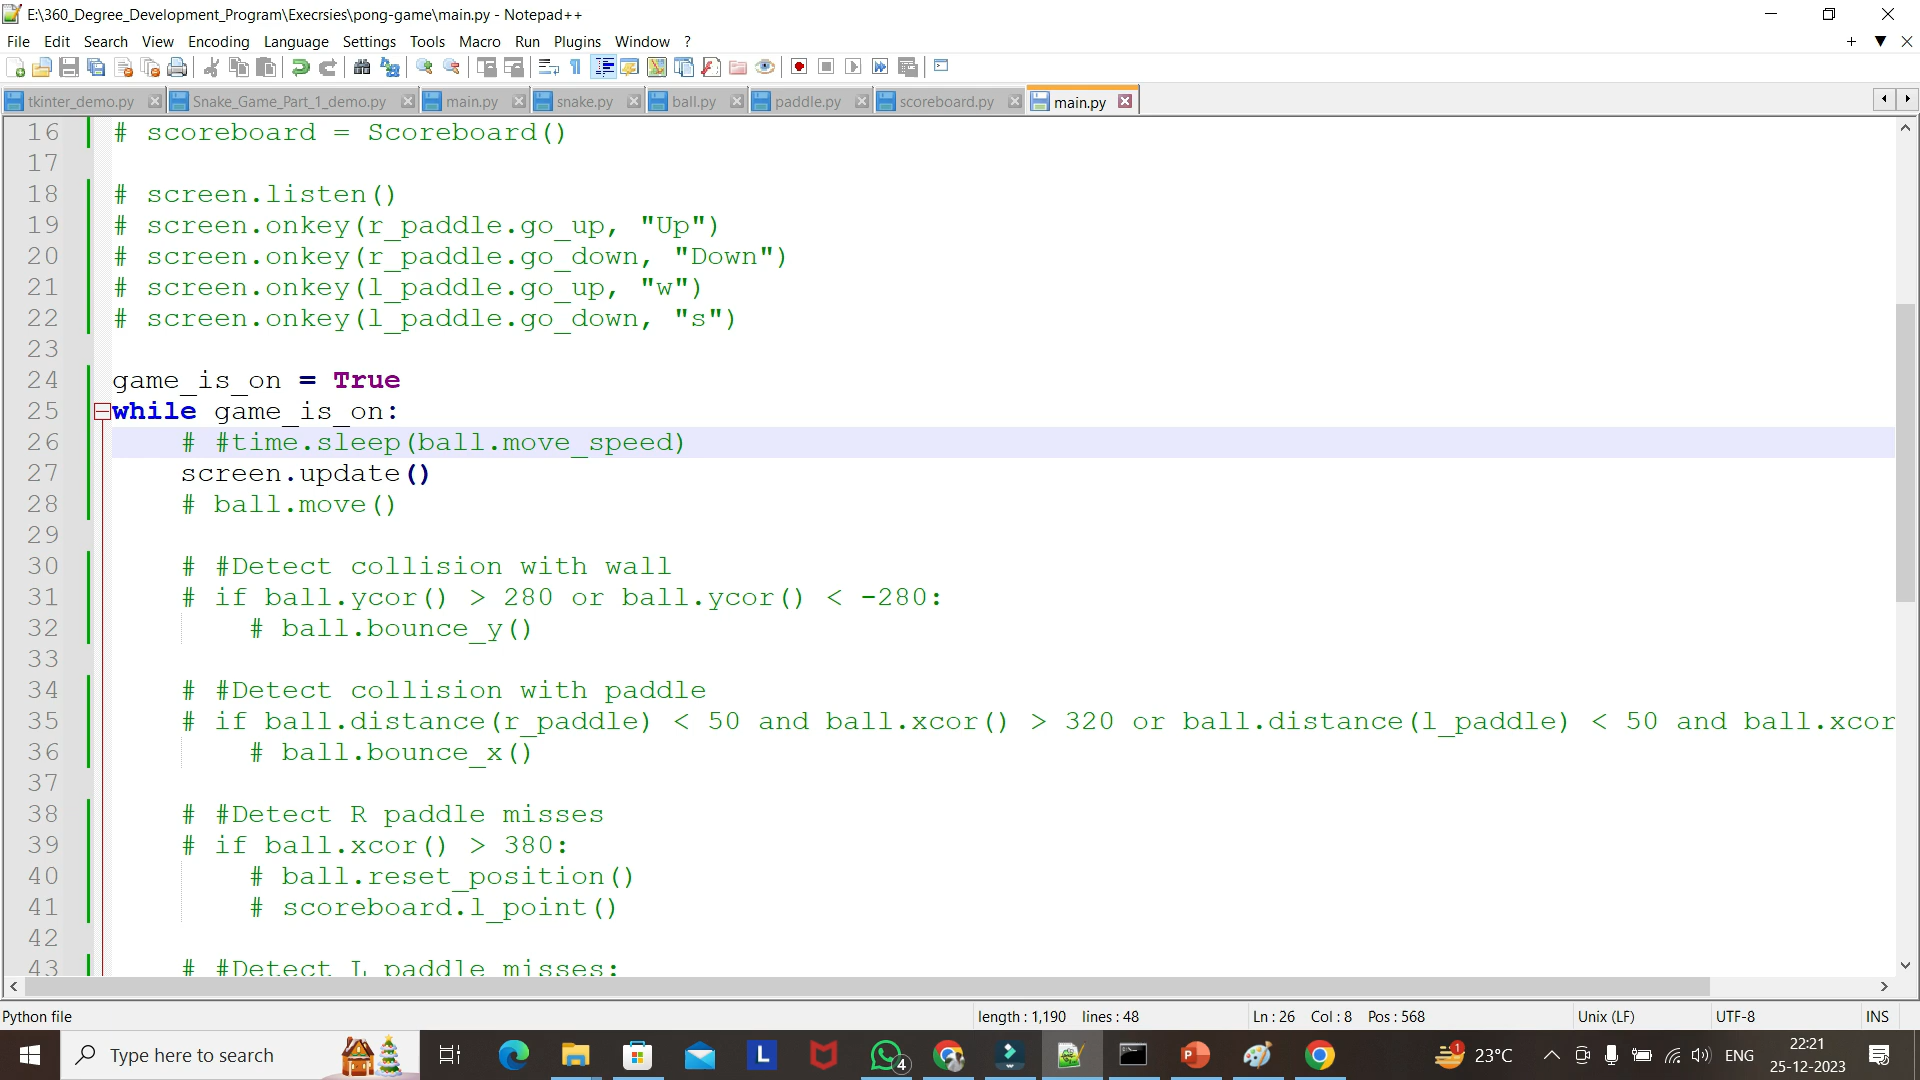 E:\360_Degree_Development_Program\Execrsies\pong-game\main.py - Notepad++
File Edit Search View Encoding Language Settings Tools Macro Run Plugins Window ?
tkinter_demo.py Snake_Game_Part_1_demo.py main.py snake.py ball.py paddle.py scoreboard.py main.py
16 # scoreboard = Scoreboard()
17
18 # screen.listen()
19 # screen.onkey(r_paddle.go_up, "Up")
20 # screen.onkey(r_paddle.go_down, "Down")
21 # screen.onkey(l_paddle.go_up, "w")
22 # screen.onkey(l_paddle.go_down, "s")
23
24 game_is_on = True
25 while game_is_on:
26 # #time.sleep(ball.move_speed)
27 screen.update()
28 # ball.move()
29
30 # #Detect collision with wall
31 # if ball.ycor() > 280 or ball.ycor() < -280:
32 # ball.bounce_y()
33
34 # #Detect collision with paddle
35 # if ball.distance(r_paddle) < 50 and ball.xcor() > 320 or ball.distance(l_paddle) < 50 and ball.xcor
36 # ball.bounce_x()
37
38 # #Detect R paddle misses
39 # if ball.xcor() > 380:
40 # ball.reset_position()
41 # scoreboard.l_point()
42
43 # #Detect L paddle misses:
Python file length : 1,190 lines : 48 Ln : 26 Col : 8 Pos : 568 Unix (LF) UTF-8 INS
Type here to search 4 23°C ENG 22:21
25-12-2023